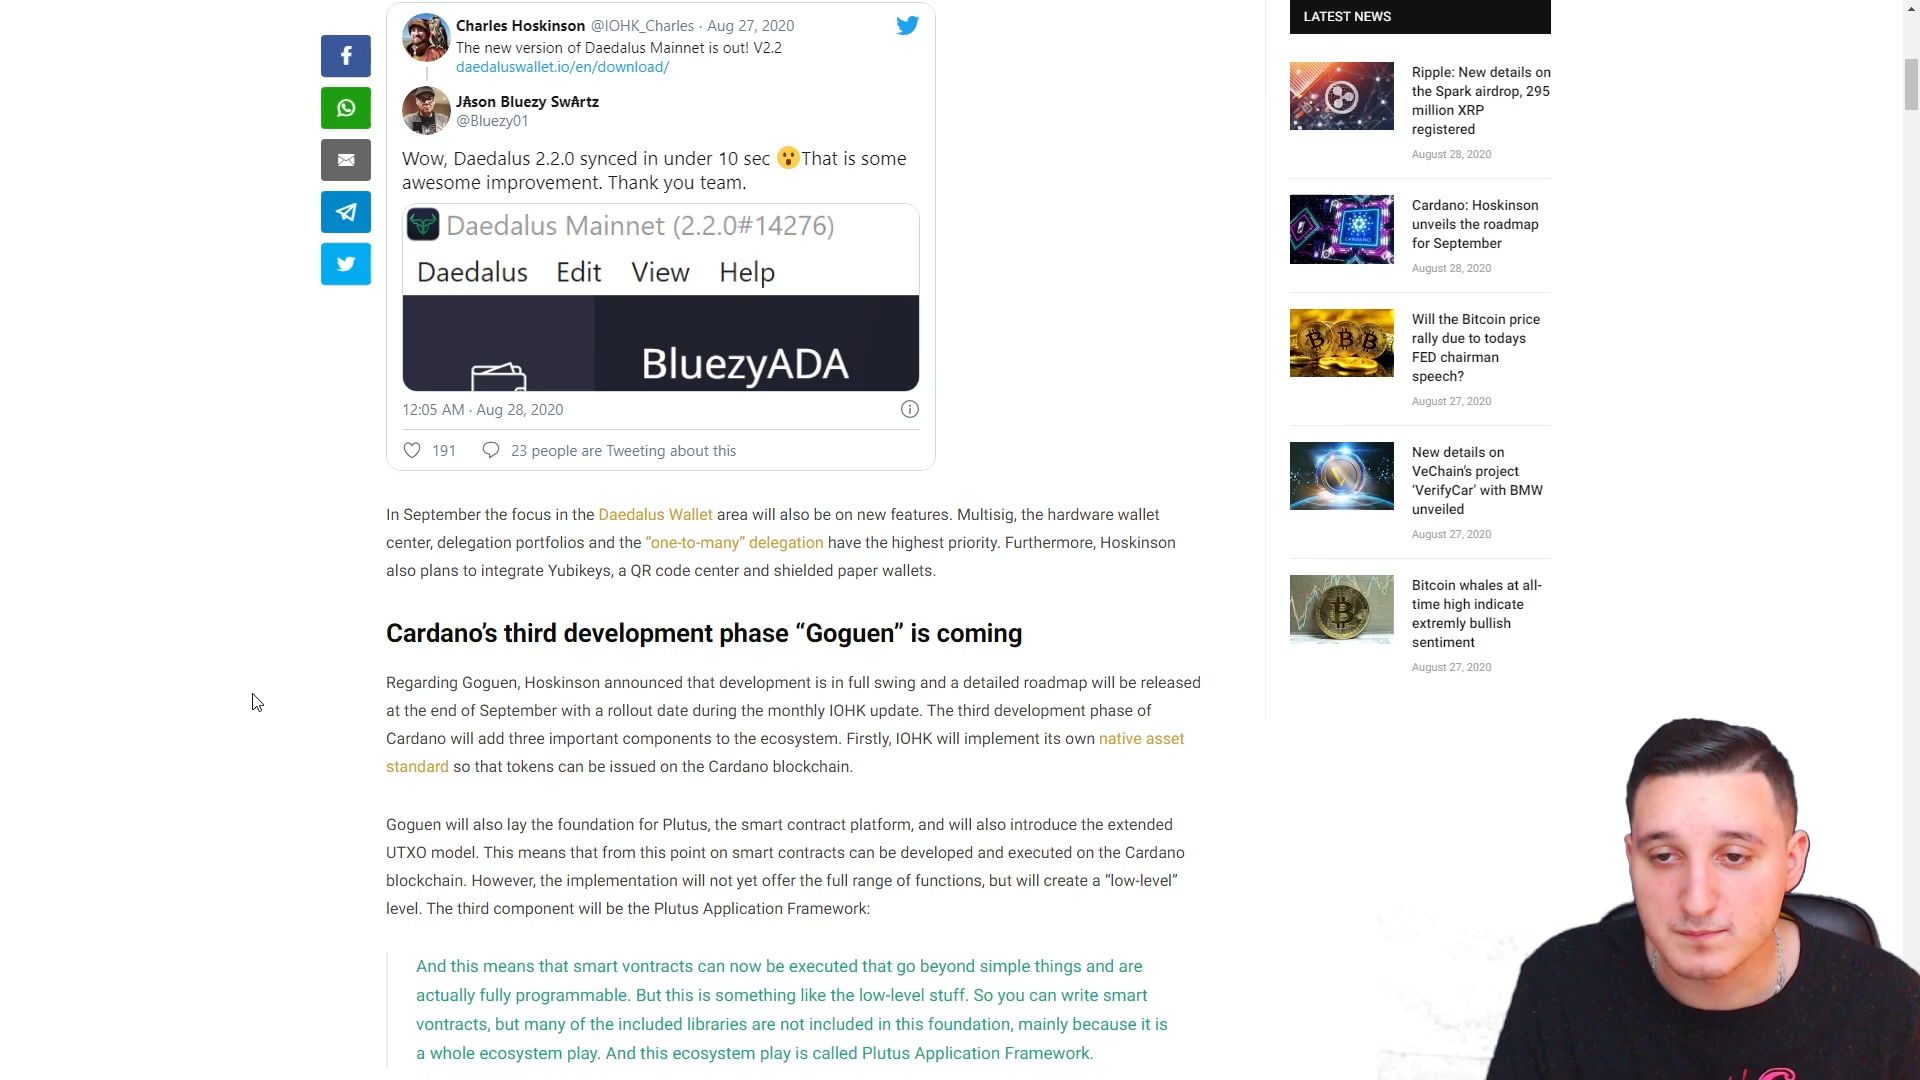 Charles Hoskinson @IOHK_Charles · Aug 27, 2020
The new version of Daedalus Mainnet is out! V2.2
daedaluswallet.io/en/download/
JAson Bluezy SwArtz
@Bluezy01
Wow, Daedalus 2.2.0 synced in under 10 sec 😮That is some
awesome improvement. Thank you team.
Daedalus Mainnet (2.2.0#14276)
Daedalus Edit View Help
BluezyADA
12:05 AM · Aug 28, 2020
191 23 people are Tweeting about this
In September the focus in the Daedalus Wallet area will also be on new features. Multisig, the hardware wallet
center, delegation portfolios and the “one-to-many” delegation have the highest priority. Furthermore, Hoskinson
also plans to integrate Yubikeys, a QR code center and shielded paper wallets.
Cardano’s third development phase “Goguen” is coming
Regarding Goguen, Hoskinson announced that development is in full swing and a detailed roadmap will be released
at the end of September with a rollout date during the monthly IOHK update. The third development phase of
Cardano will add three important components to the ecosystem. Firstly, IOHK will implement its own native asset
standard so that tokens can be issued on the Cardano blockchain.
Goguen will also lay the foundation for Plutus, the smart contract platform, and will also introduce the extended
UTXO model. This means that from this point on smart contracts can be developed and executed on the Cardano
blockchain. However, the implementation will not yet offer the full range of functions, but will create a “low-level”
level. The third component will be the Plutus Application Framework:
And this means that smart vontracts can now be executed that go beyond simple things and are
actually fully programmable. But this is something like the low-level stuff. So you can write smart
vontracts, but many of the included libraries are not included in this foundation, mainly because it is
a whole ecosystem play. And this ecosystem play is called Plutus Application Framework.
LATEST NEWS
Ripple: New details on
the Spark airdrop, 295
million XRP
registered
August 28, 2020
CARDANO
Cardano: Hoskinson
unveils the roadmap
for September
August 28, 2020
Will the Bitcoin price
rally due to todays
FED chairman
speech?
August 27, 2020
New details on
VeChain’s project
‘VerifyCar’ with BMW
unveiled
August 27, 2020
Bitcoin whales at all-
time high indicate
extremly bullish
sentiment
August 27, 2020